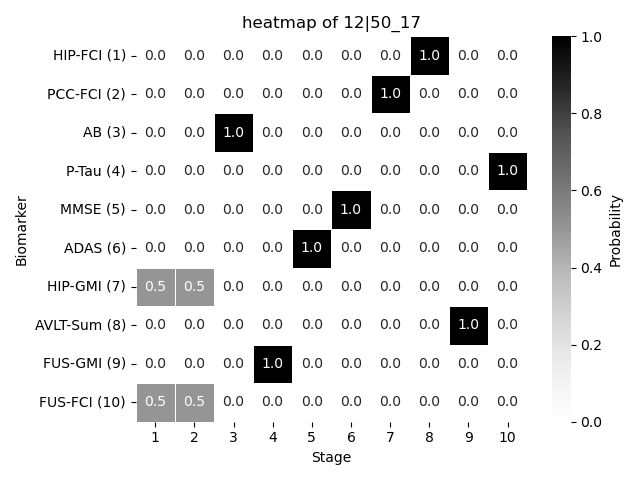 heatmap of 12|50_17
HIP-FCI (1) 0.0 0.0 0.0 0.0 0.0 0.0 0.0 1.0 0.0 0.0
PCC-FCI (2) 0.0 0.0 0.0 0.0 0.0 0.0 1.0 0.0 0.0 0.0
AB (3) 0.0 0.0 1.0 0.0 0.0 0.0 0.0 0.0 0.0 0.0
P-Tau (4) 0.0 0.0 0.0 0.0 0.0 0.0 0.0 0.0 0.0 1.0
MMSE (5) 0.0 0.0 0.0 0.0 0.0 1.0 0.0 0.0 0.0 0.0
ADAS (6) 0.0 0.0 0.0 0.0 1.0 0.0 0.0 0.0 0.0 0.0
HIP-GMI (7) 0.5 0.5 0.0 0.0 0.0 0.0 0.0 0.0 0.0 0.0
AVLT-Sum (8) 0.0 0.0 0.0 0.0 0.0 0.0 0.0 0.0 1.0 0.0
FUS-GMI (9) 0.0 0.0 0.0 1.0 0.0 0.0 0.0 0.0 0.0 0.0
FUS-FCI (10) 0.5 0.5 0.0 0.0 0.0 0.0 0.0 0.0 0.0 0.0
1 2 3 4 5 6 7 8 9 10
Stage
Biomarker
1.0
0.8
0.6
0.4
0.2
0.0
Probability